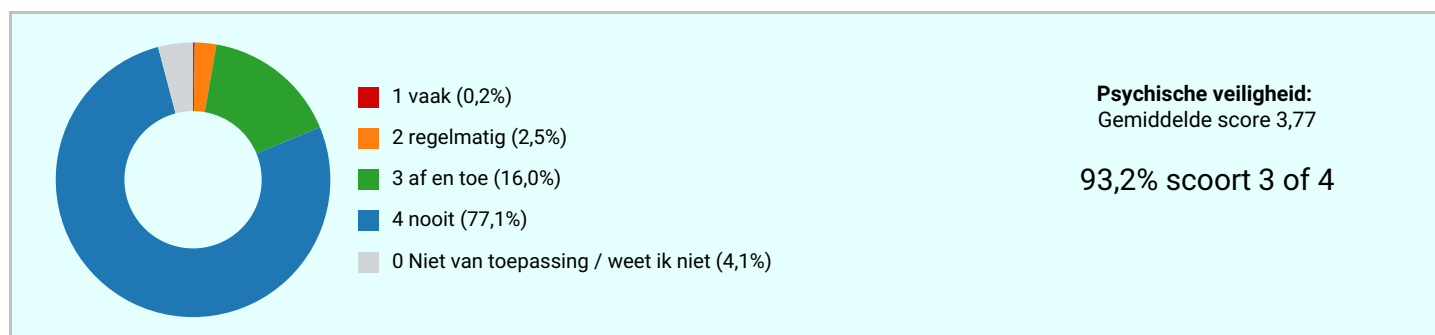 1 vaak (0,2%)
2 regelmatig (2,5%)
3 af en toe (16,0%)
4 nooit (77,1%)
0 Niet van toepassing / weet ik niet (4,1%)
Psychische veiligheid:
Gemiddelde score 3,77
93,2% scoort 3 of 4